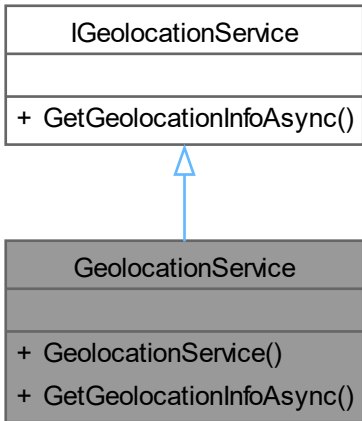 IGeolocationService
+ GetGeolocationInfoAsync()
GeolocationService
+ GeolocationService()
+ GetGeolocationInfoAsync()